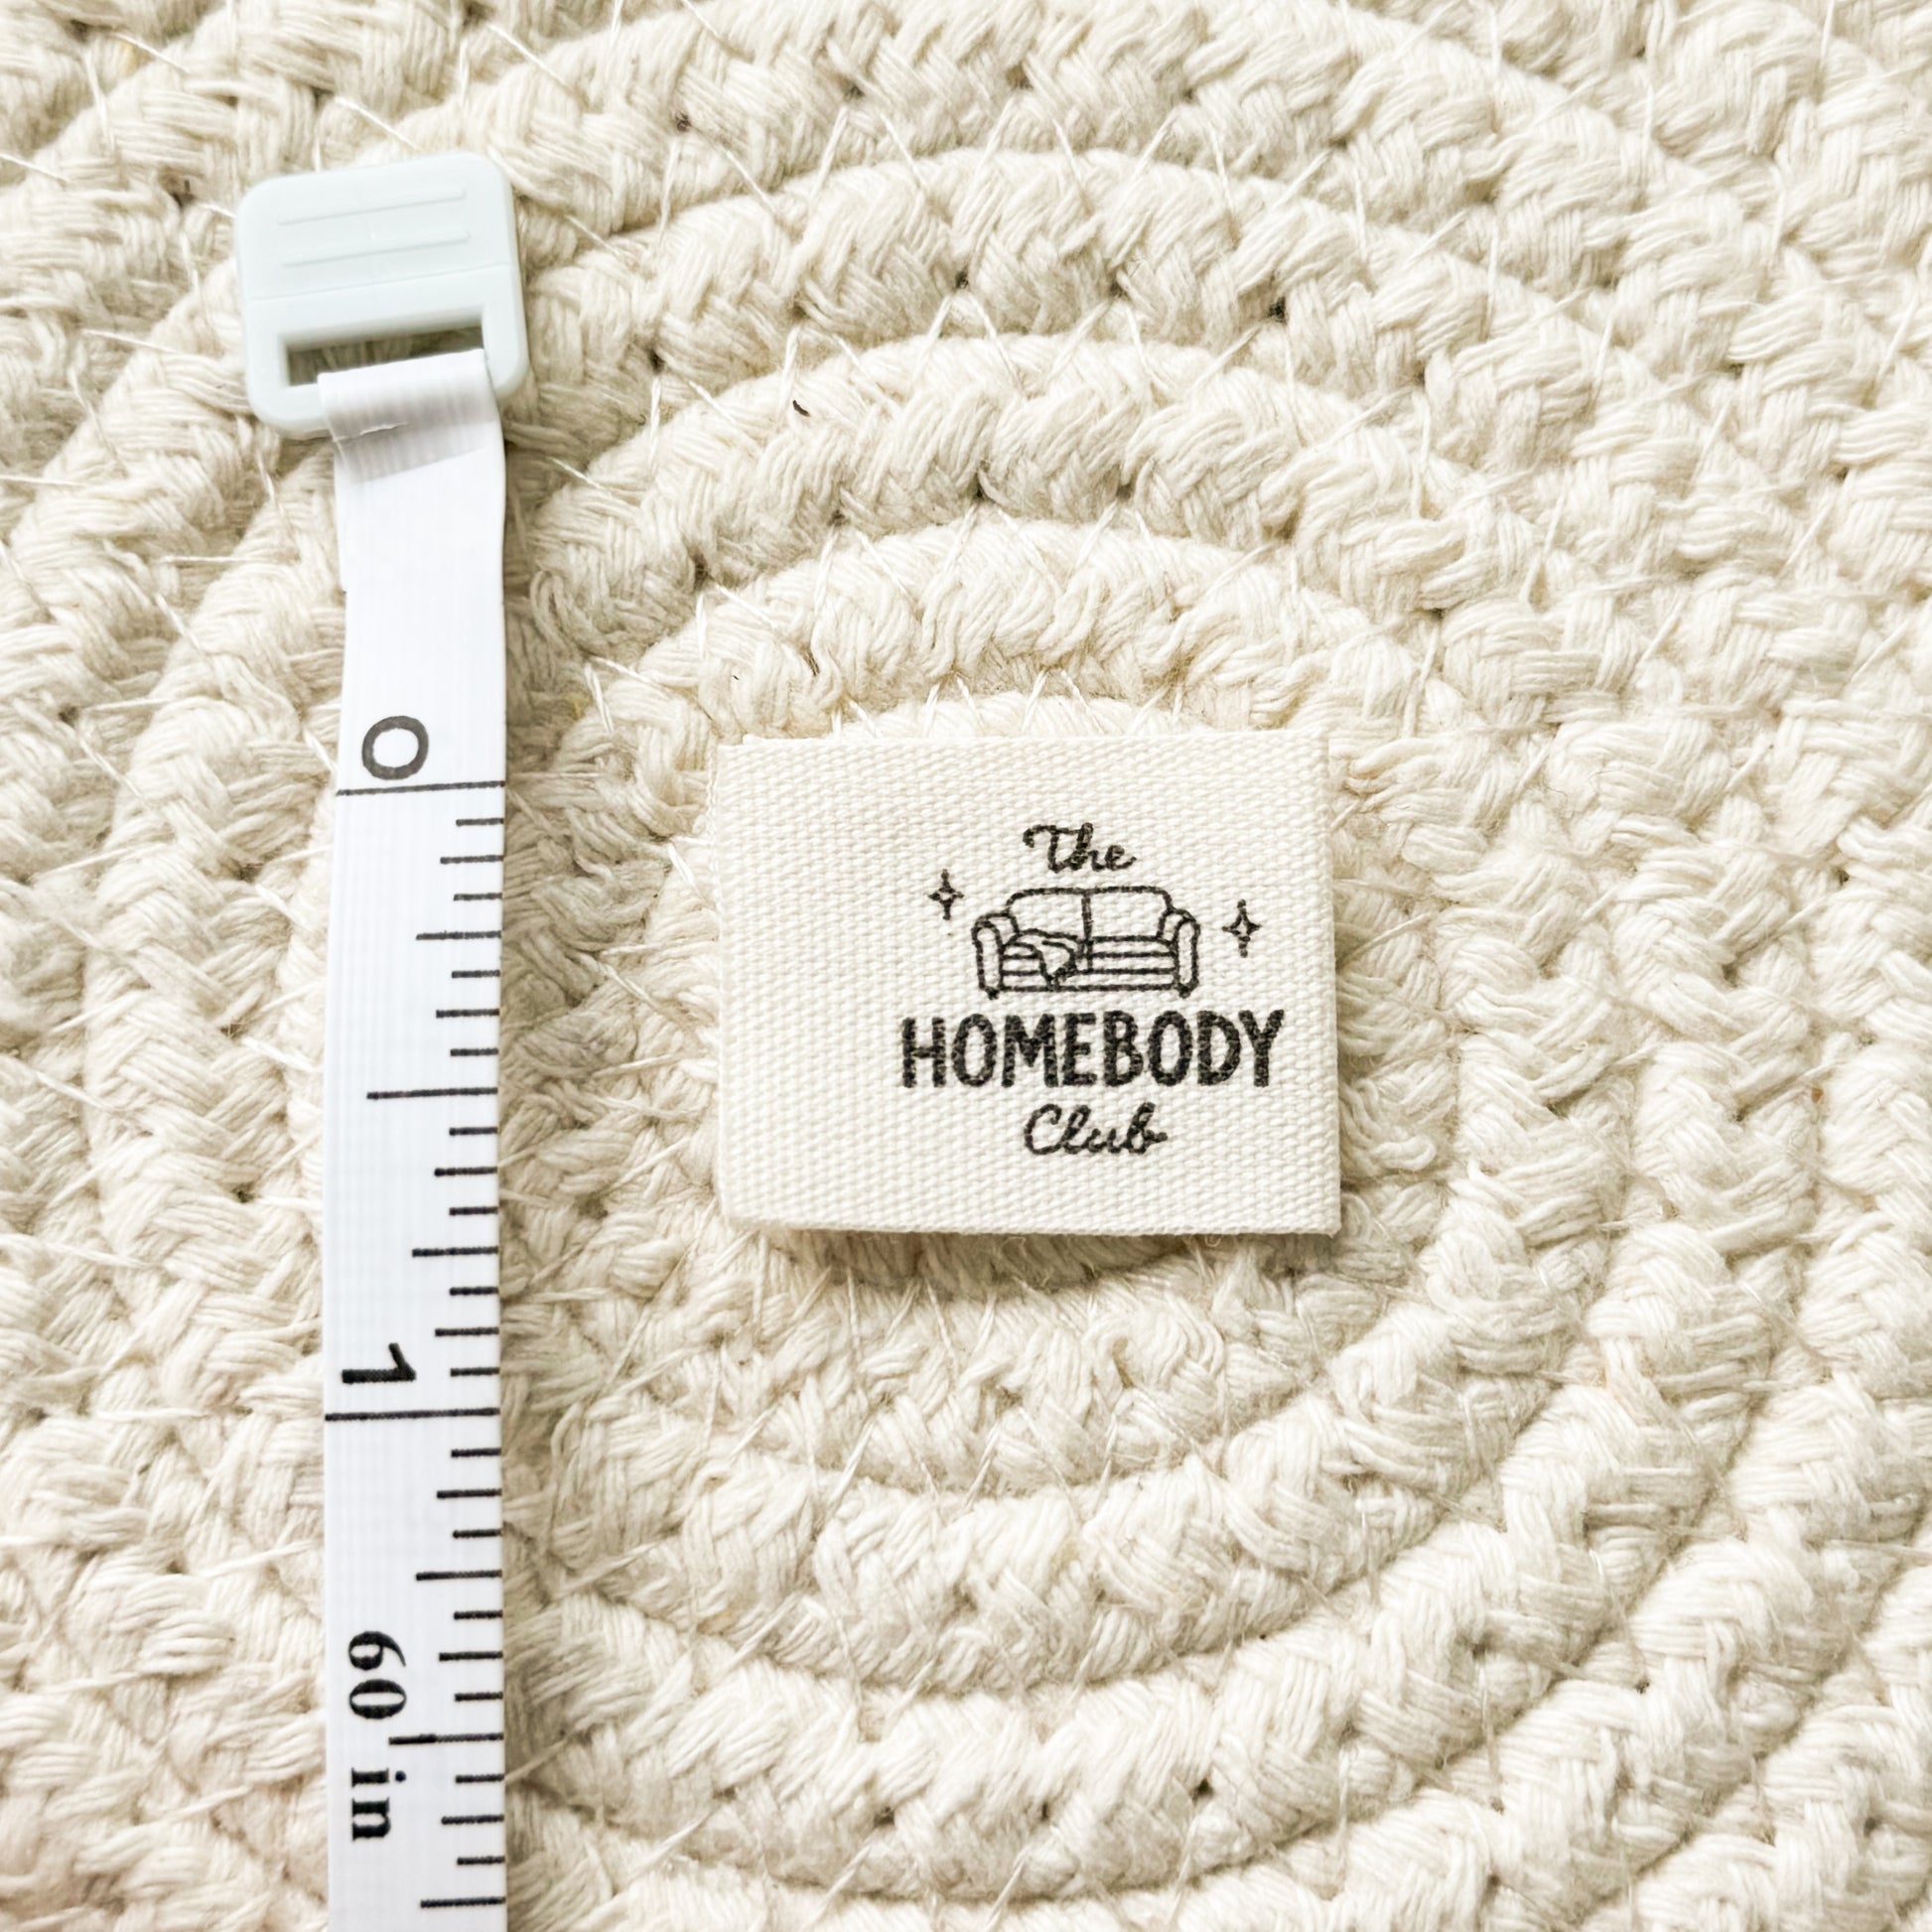 0
1
60 in
The
HOMEBODY
Club